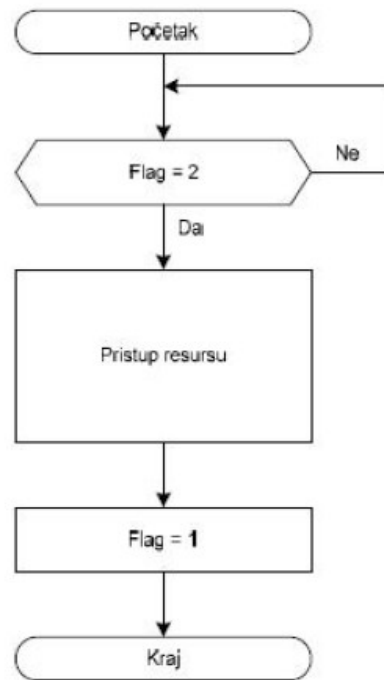 Početak
Flag = 2
Ne
Da
Pristup resursu
Flag = 1
Kraj